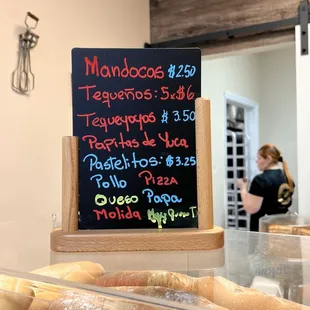 Mandocas $2.50
Tequeños: 5x$6
Tequeyoyos $3.50
Papitas de Yuca
Pastelitos: $3.25
Pollo Pizza
Queso Papa
Molida